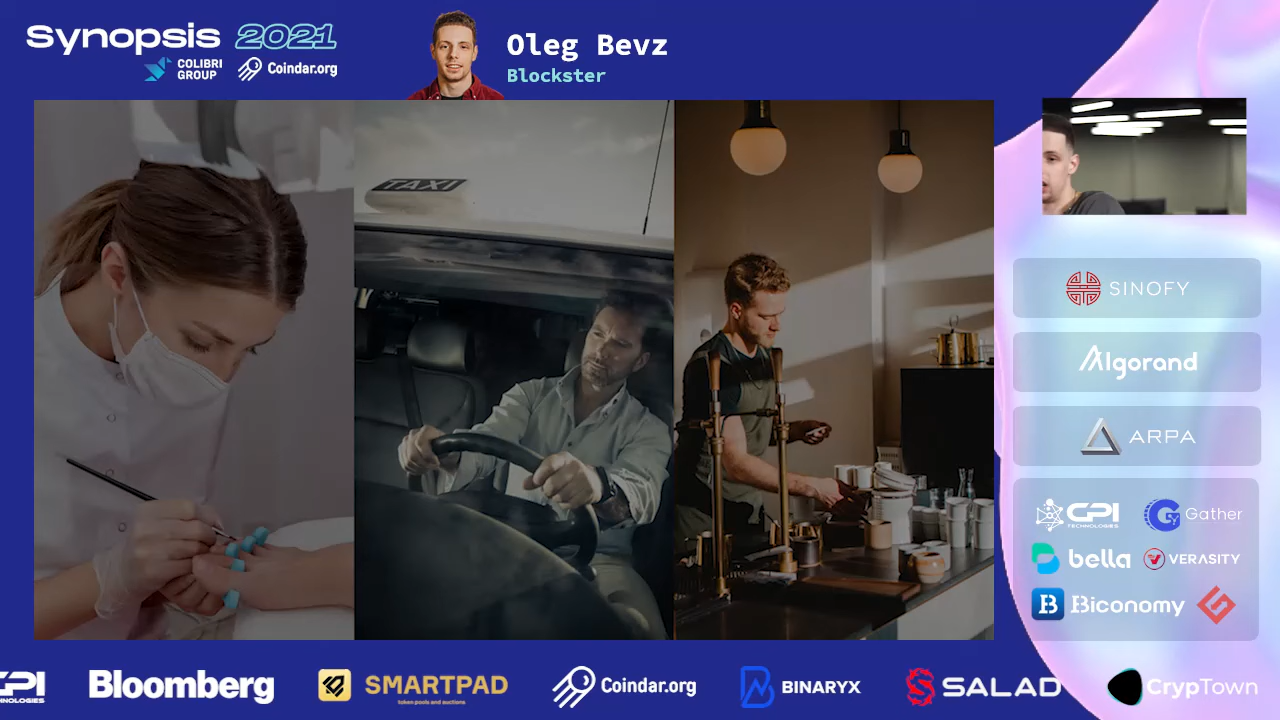 Synopsis 2021
COLIBRI
GROUP
Coindar.org
Oleg Bevz
Blockster
TAXI
SINOFY
Algorand
ARPA
CPI
TECHNOLOGIES
Gather
bella
VERASITY
Biconomy
Bloomberg
SMARTPAD
token pools and auctions
Coindar.org
BINARYX
SALAD
CrypTown